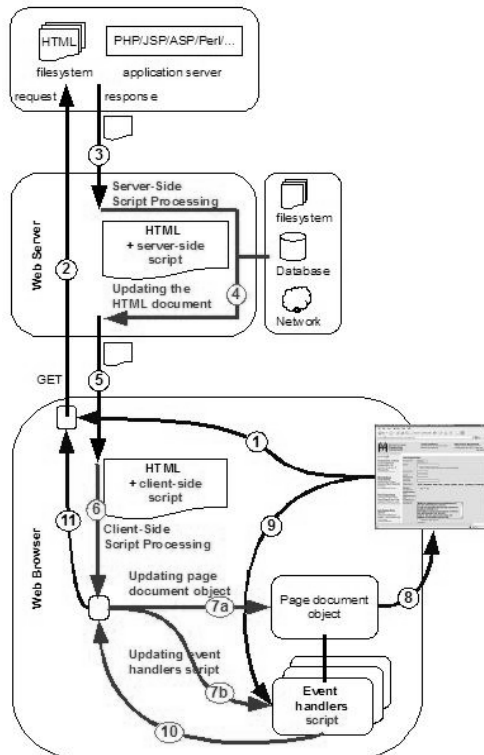 HTML
PHP/JSP/ASP/Perl/...
filesystem
application server
request
response
3
Server-Side
Script Processing
filesystem
HTML
+ server-side
script
Web Server
2
Database
Updating the
HTML document
4
Network
GET
5
1
HTML
+ client-side
script
6
9
11
Client-Side
Script Processing
Web Browser
Updating page
document object
7a
Page document
object
8
Updating event
handlers script
7b
Event
handlers
script
10